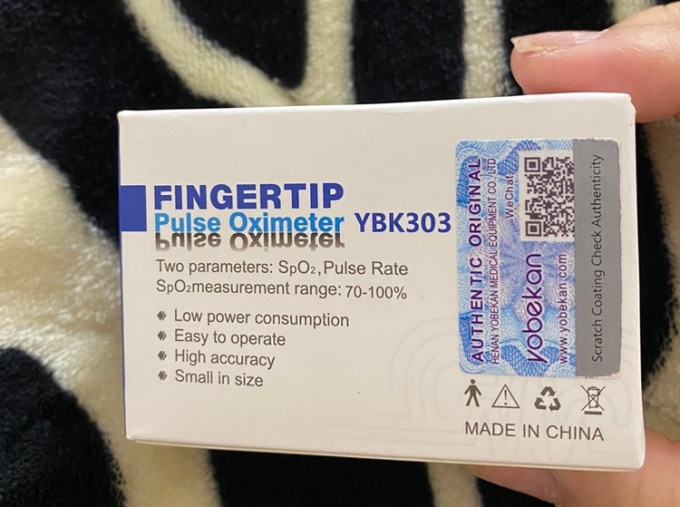 FINGERTIP
Pulse Oximeter YBK303
Two parameters: SpO₂, Pulse Rate
SpO₂measurement range: 70-100%
Low power consumption
Easy to operate
High accuracy
Small in size
AUTHENTIC ORIGINAL
HENAN YOBEKAN MEDICAL EQUIPMENT CO., LTD
yobekan
WeChat
www.yobekan.com
Scratch Coating Check Authenticity
MADE IN CHINA